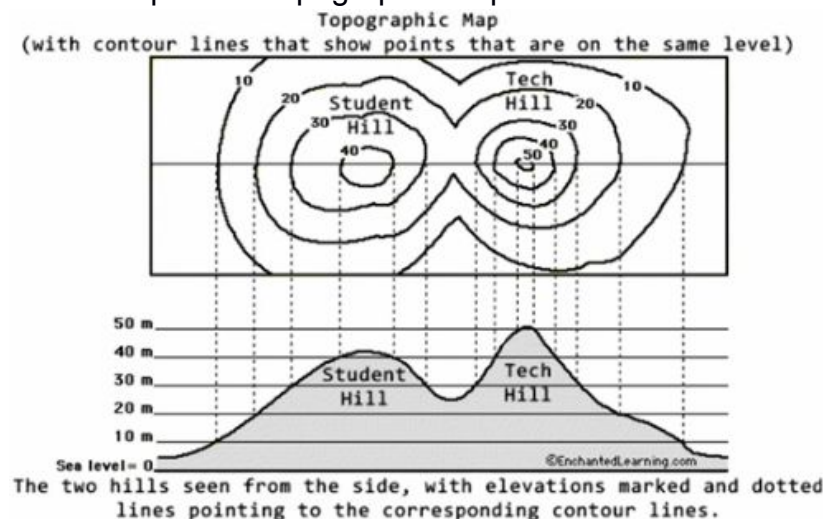 Topographic Map
(with contour lines that show points that are on the same level)
10
20
Student
Hill
30
40
Tech
Hill
20
10
30
40
50
50 m
40 m
30 m
20 m
10 m
Sea level= 0
Student
Hill
Tech
Hill
©EnchantedLearning.com
The two hills seen from the side, with elevations marked and dotted
lines pointing to the corresponding contour lines.